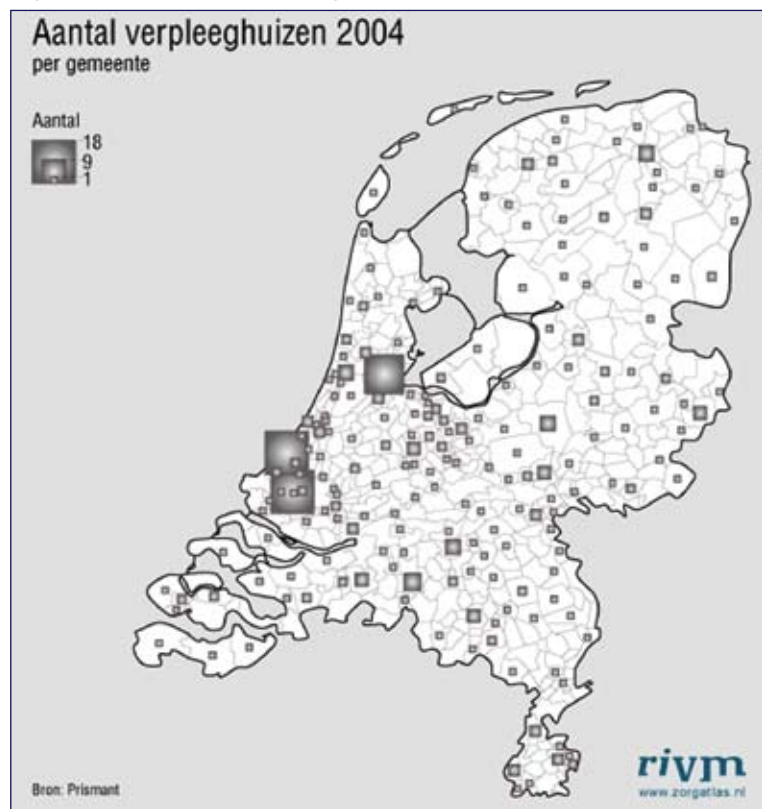 Aantal verpleeghuizen 2004
per gemeente
Aantal
18
9
1
Bron: Prismant
rivm
www.zorgatlas.nl